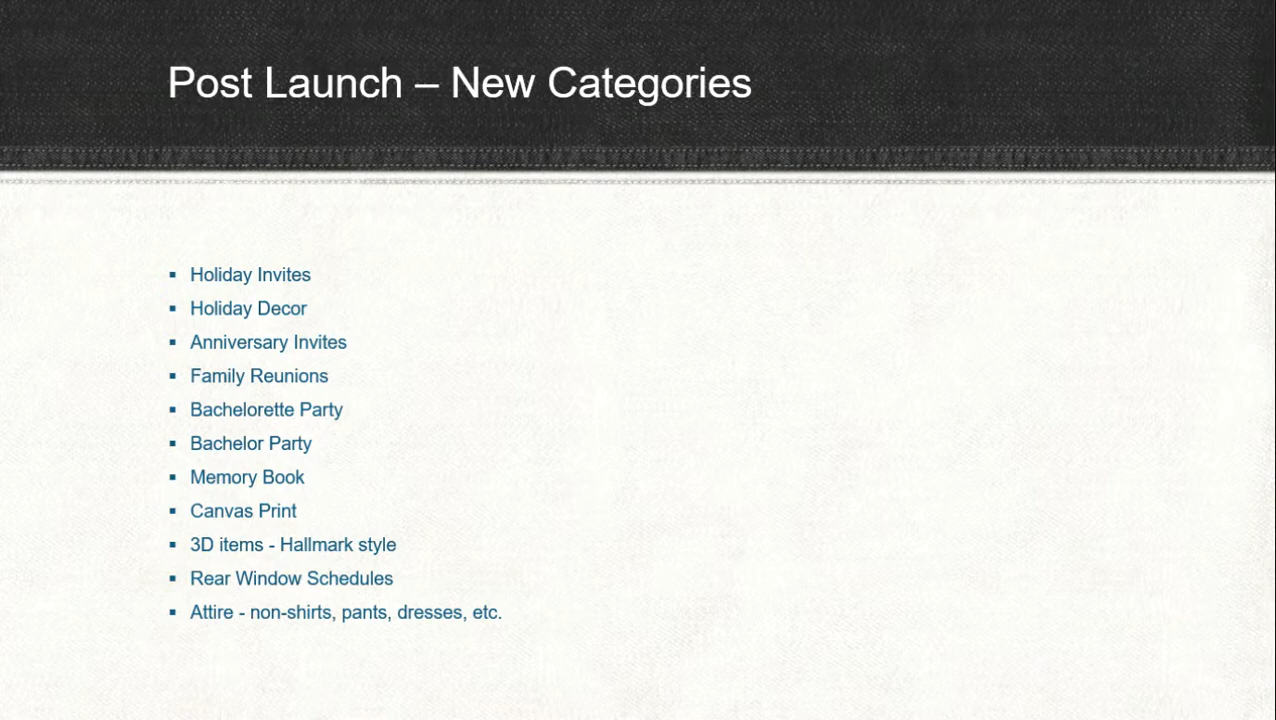 Post Launch – New Categories
▪ Holiday Invites
▪ Holiday Decor
▪ Anniversary Invites
▪ Family Reunions
▪ Bachelorette Party
▪ Bachelor Party
▪ Memory Book
▪ Canvas Print
▪ 3D items - Hallmark style
▪ Rear Window Schedules
▪ Attire - non-shirts, pants, dresses, etc.